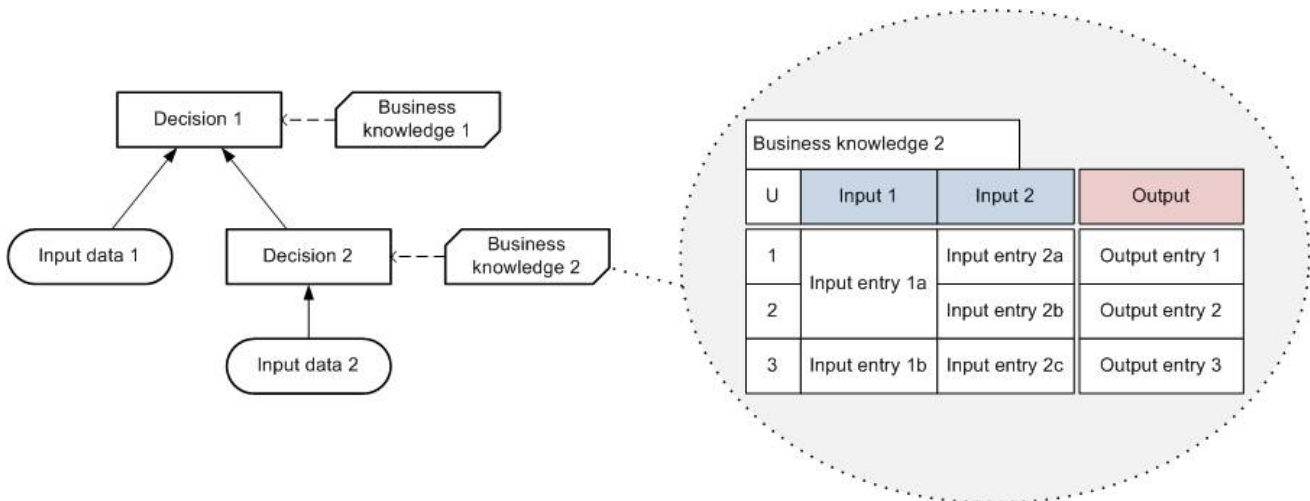 Decision 1
Business
knowledge 1
Input data 1
Decision 2
Business
knowledge 2
Input data 2
Business knowledge 2
U Input 1 Input 2 Output
1 Input entry 1a Input entry 2a Output entry 1
2 Input entry 2b Output entry 2
3 Input entry 1b Input entry 2c Output entry 3